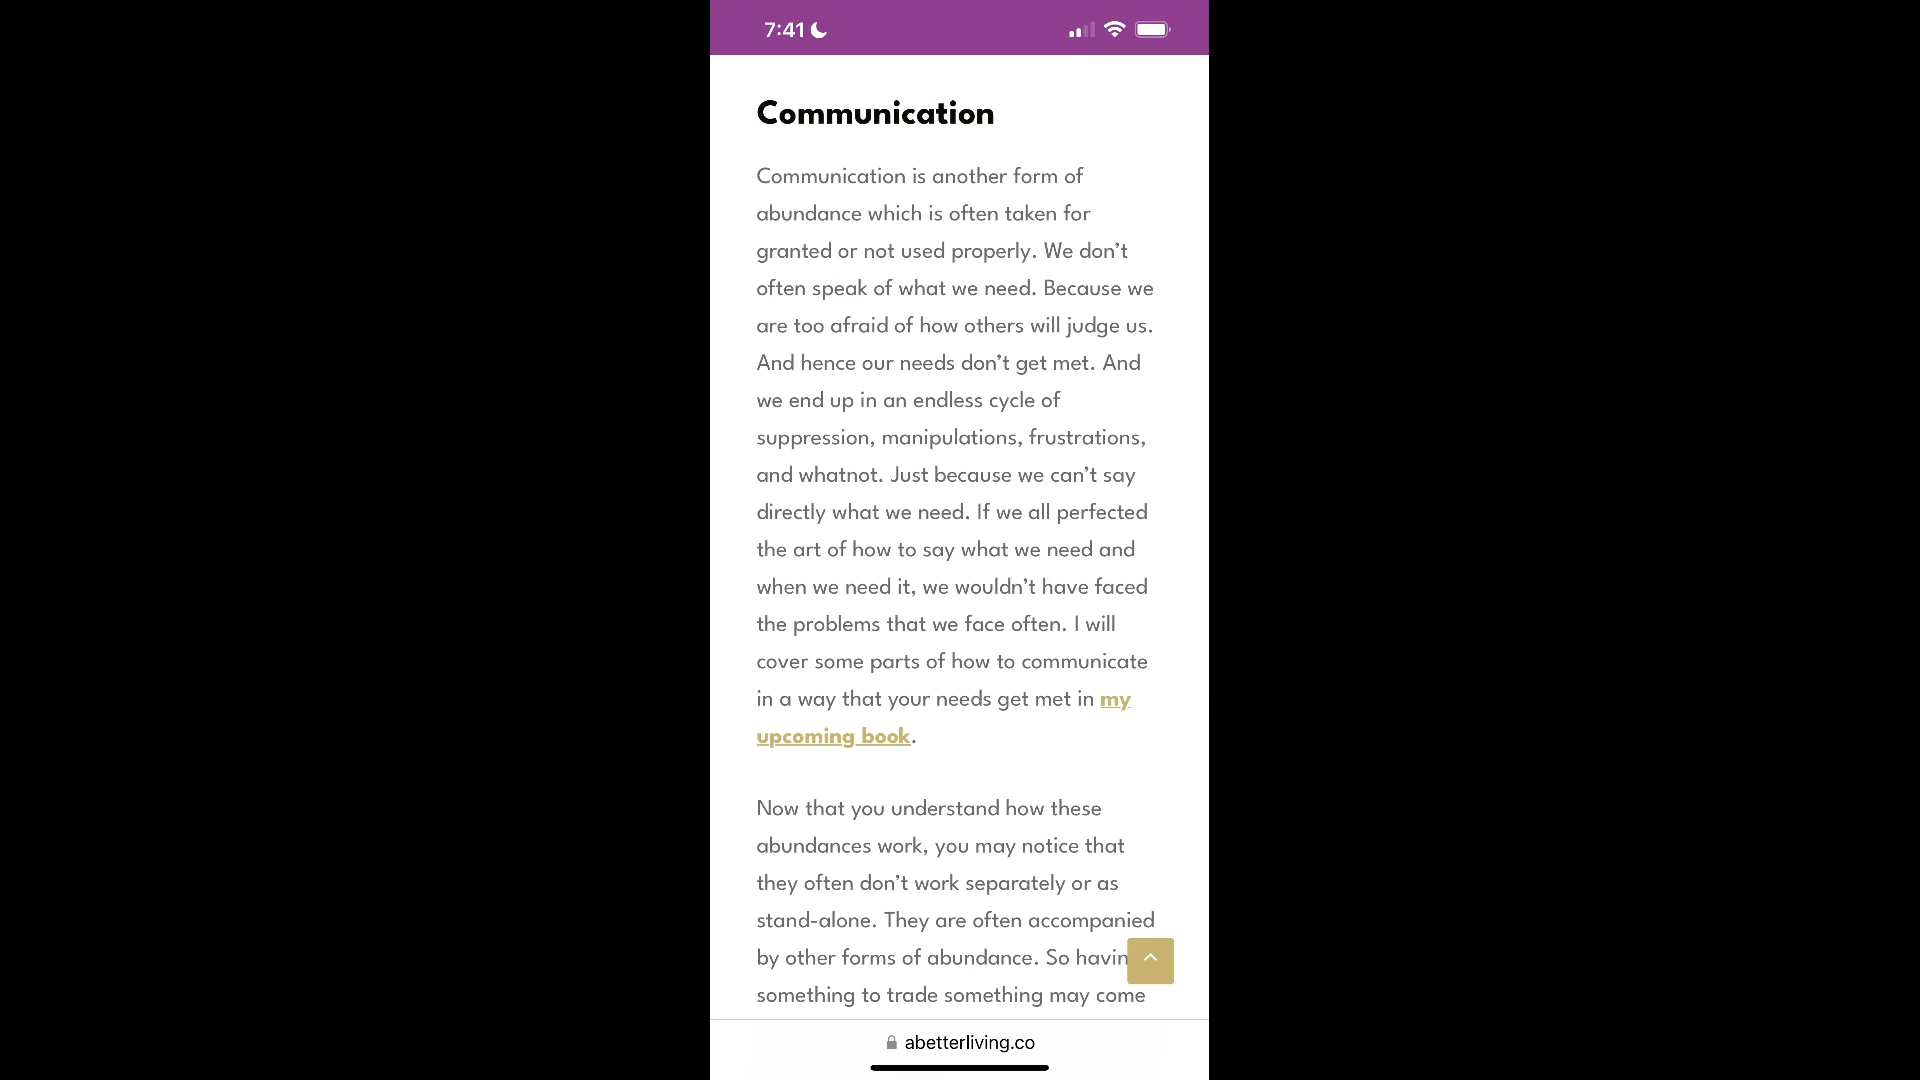 7:41
Communication
Communication is another form of
abundance which is often taken for
granted or not used properly. We don’t
often speak of what we need. Because we
are too afraid of how others will judge us.
And hence our needs don’t get met. And
we end up in an endless cycle of
suppression, manipulations, frustrations,
and whatnot. Just because we can’t say
directly what we need. If we all perfected
the art of how to say what we need and
when we need it, we wouldn’t have faced
the problems that we face often. I will
cover some parts of how to communicate
in a way that your needs get met in my
upcoming book.
Now that you understand how these
abundances work, you may notice that
they often don’t work separately or as
stand-alone. They are often accompanied
by other forms of abundance. So havin
something to trade something may come
abetterliving.co